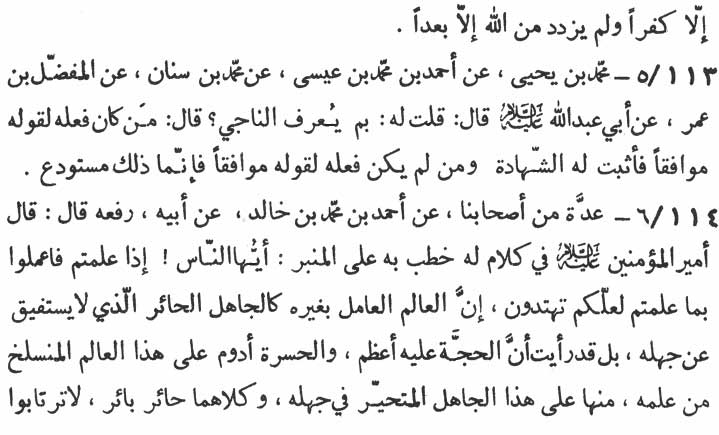 إلّا كفراً ولم يزدد من الله إلاّ بعداً .
١١٣/٥ ـ محمّد بن يحيى ، عن أحمد بن محمّد بن عيسى ، عن محمّد بن سنان ، عن المفضّل بن
عمر ، عن أبي عبدالله عليه السلام قال: قلت له: بم يُعرف الناجي؟ قال: مَن كان فعله لقوله
موافقاً فأثبت له الشّهادة ومن لم يكن فعله لقوله موافقاً فإنّما ذلك مستودع .
١١٤/٦ ـ عدَّة من أصحابنا ، عن أحمد بن محمّد بن خالد ، عن أبيه ، رفعه قال : قال
أمير المؤمنين عليه السلام في كلام له خطب به على المنبر : أيّها النّاس ! إذا علمتم فاعملوا
بما علمتم لعلّكم تهتدون ، إنَّ العالم العامل بغيره كالجاهل الحائر الّذي لايستفيق
عن جهله ، بل قد رأيت أنَّ الحجَّة عليه أعظم ، والحسرة أدوم على هذا العالم المنسلخ
من علمه ، منها على هذا الجاهل المتحيّر في جهله ، وكلاهما حائر بائر ، لاترتابوا